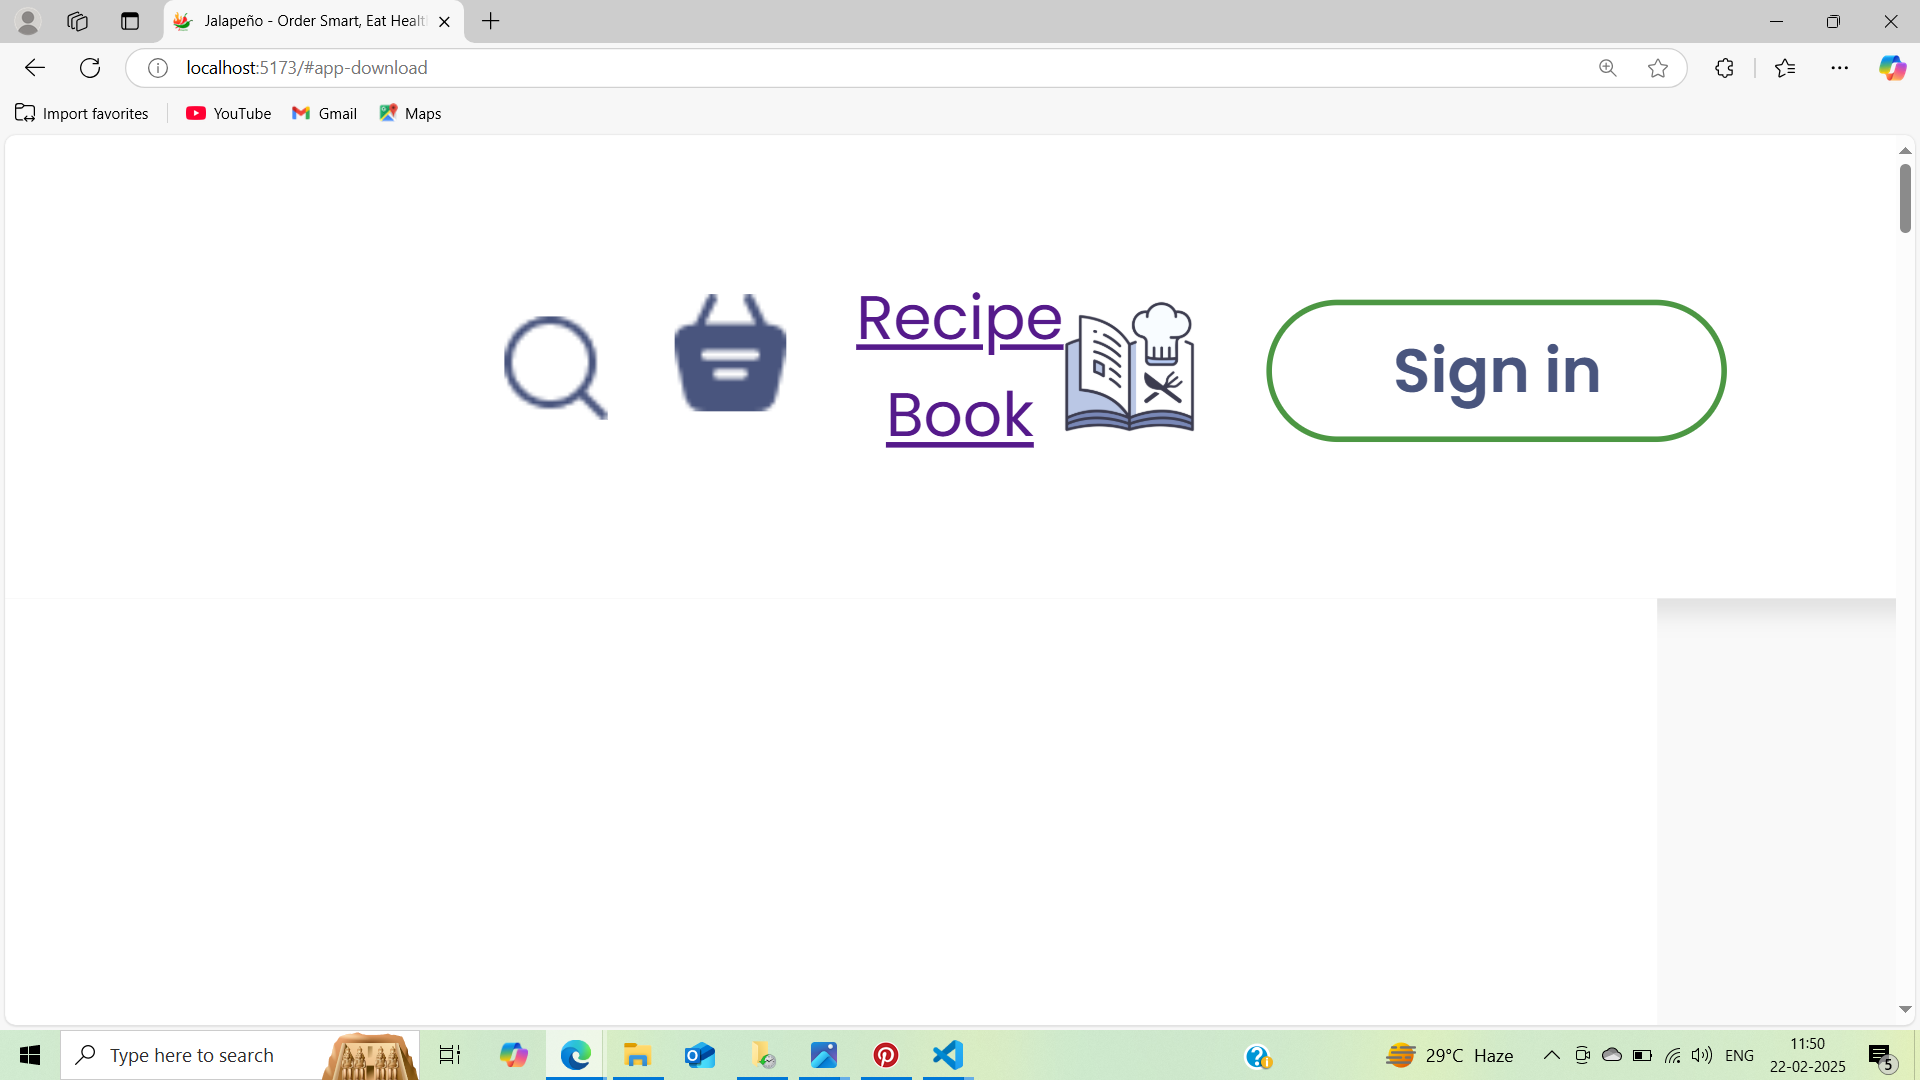 Jalapeño - Order Smart, Eat Healt
localhost:5173/#app-download
Import favorites
YouTube
Gmail
Maps
Recipe
Book
Sign in
Type here to search
29°C Haze
ENG
11:50
22-02-2025
5